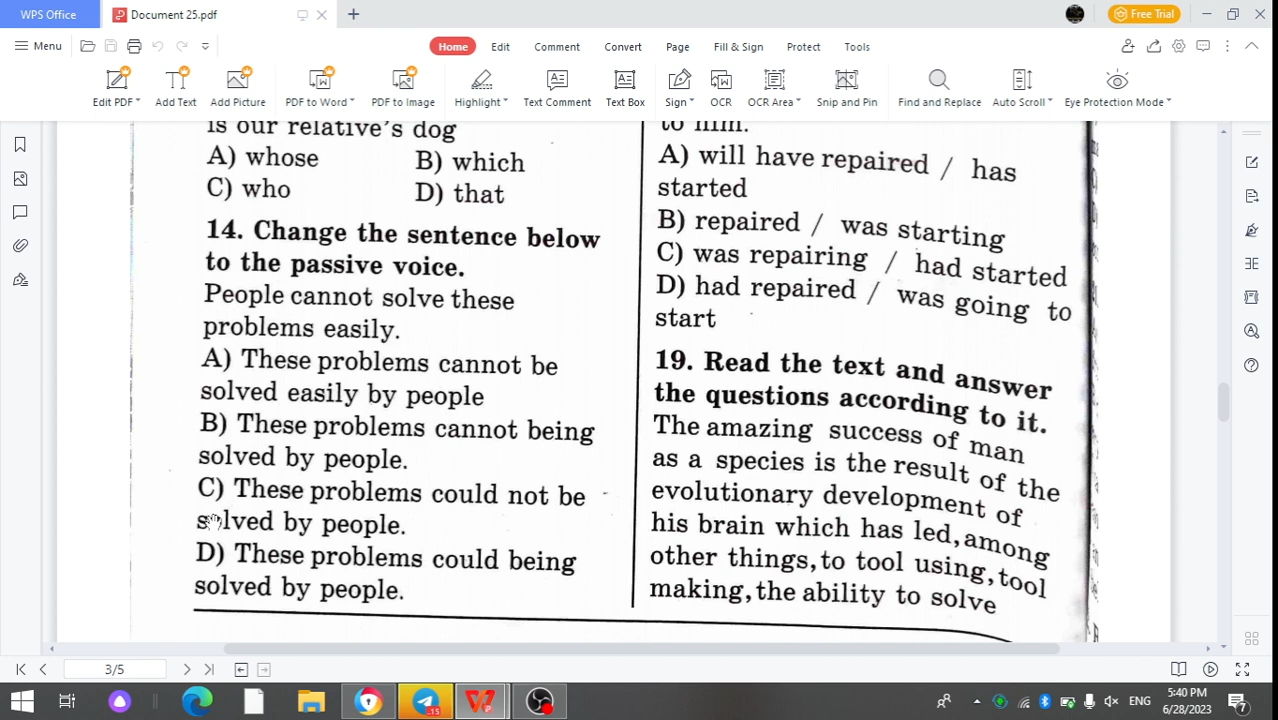 WPS Office
Document 25.pdf
Free Trial
Menu
Home
Edit
Comment
Convert
Page
Fill & Sign
Protect
Tools
Edit PDF
Add Text
Add Picture
PDF to Word
PDF to Image
Highlight
Text Comment
Text Box
Sign
OCR
OCR Area
Snip and Pin
Find and Replace
Auto Scroll
Eye Protection Mode
is our relative's dog
A) whose B) which
C) who D) that
14. Change the sentence below
to the passive voice.
People cannot solve these
problems easily.
A) These problems cannot be
solved easily by people
B) These problems cannot being
solved by people.
C) These problems could not be
solved by people.
D) These problems could being
solved by people.
to him.
A) will have repaired / has
started
B) repaired / was starting
C) was repairing / had started
D) had repaired / was going to
start
19. Read the text and answer
the questions according to it.
The amazing success of man
as a species is the result of the
evolutionary development of
his brain which has led, among
other things, to tool using, tool
making, the ability to solve
3/5
15
ENG
5:40 PM
6/28/2023
7